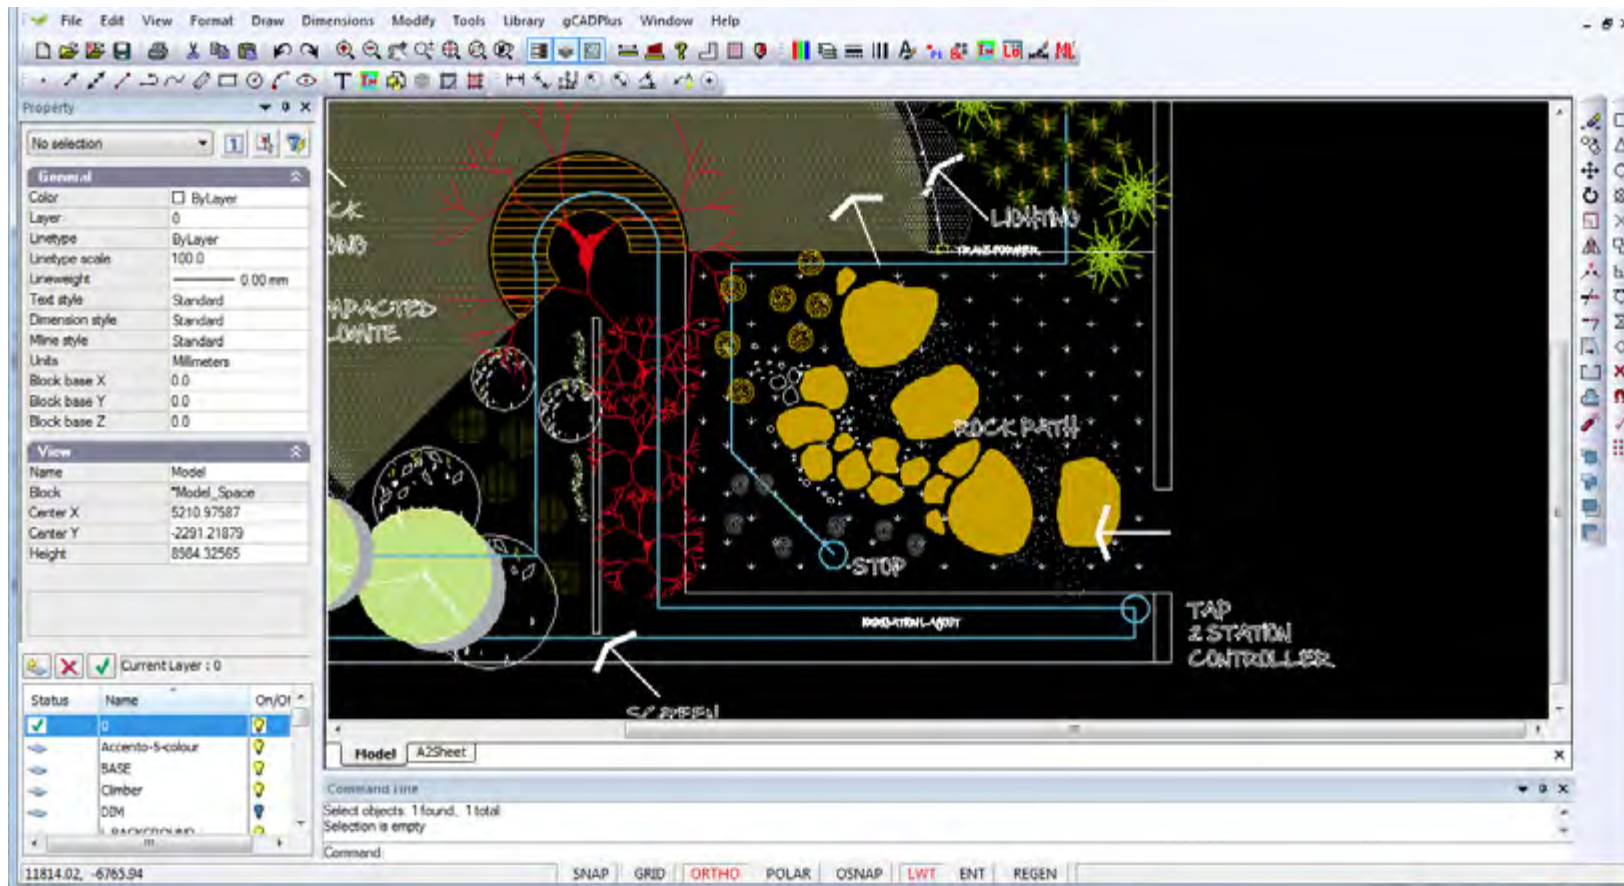 File Edit View Format Draw Dimensions Modify Tools Library gCADPlus Window Help
Property
No selection
General
Color ByLayer
Layer 0
Linetype ByLayer
Linetype scale 100.0
Lineweight 0.00 mm
Text style Standard
Dimension style Standard
Mline style Standard
Units Millimeters
Block base X 0.0
Block base Y 0.0
Block base Z 0.0
View
Name Model
Block *Model_Space
Center X 5210.97587
Center Y -2291.21879
Height 8984.32565
Current Layer : 0
Status Name On/Of
0
Accento-5-colour
BASE
Climber
DIM
LIGHTING
TRANSFORMER
ROCK PATH
STOP
TAP
2 STATION
CONTROLLER
SCREEN
Model A2Sheet
Command Line
Select objects: 1 found, 1 total
Selection is empty
Command
11814.02, -6765.94 SNAP GRID ORTHO POLAR OSNAP LWT ENT REGEN